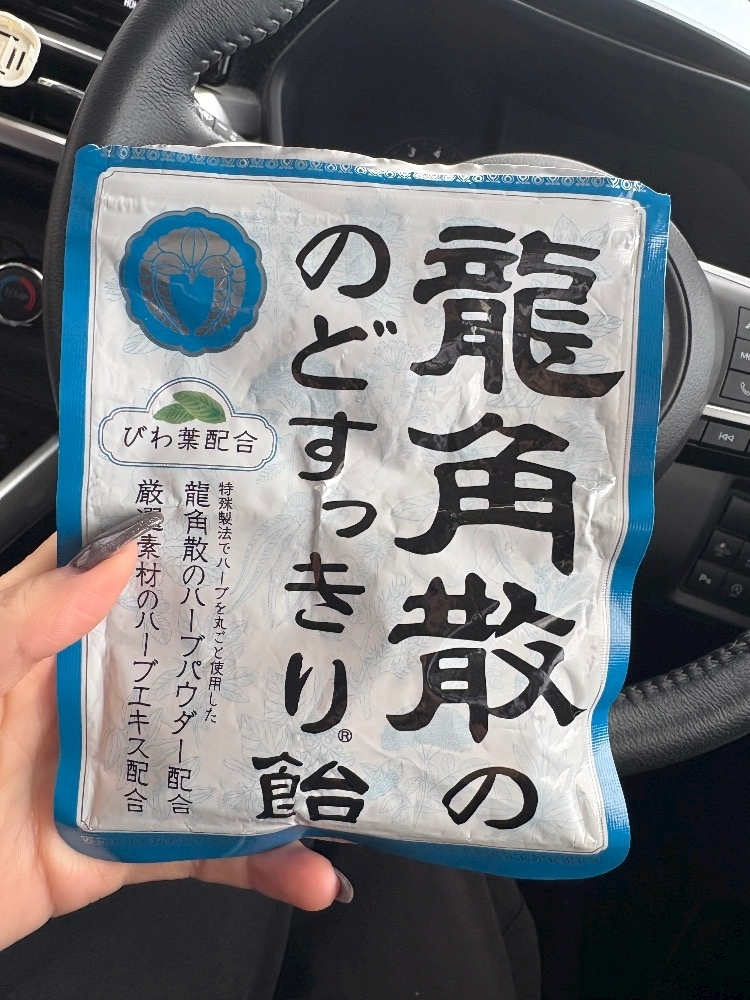 龍角散の
のどすっきり®飴
びわ葉配合
特殊製法でハーブを丸ごと使用した
龍角散のハーブパウダー配合
厳選素材のハーブエキス配合
3 4